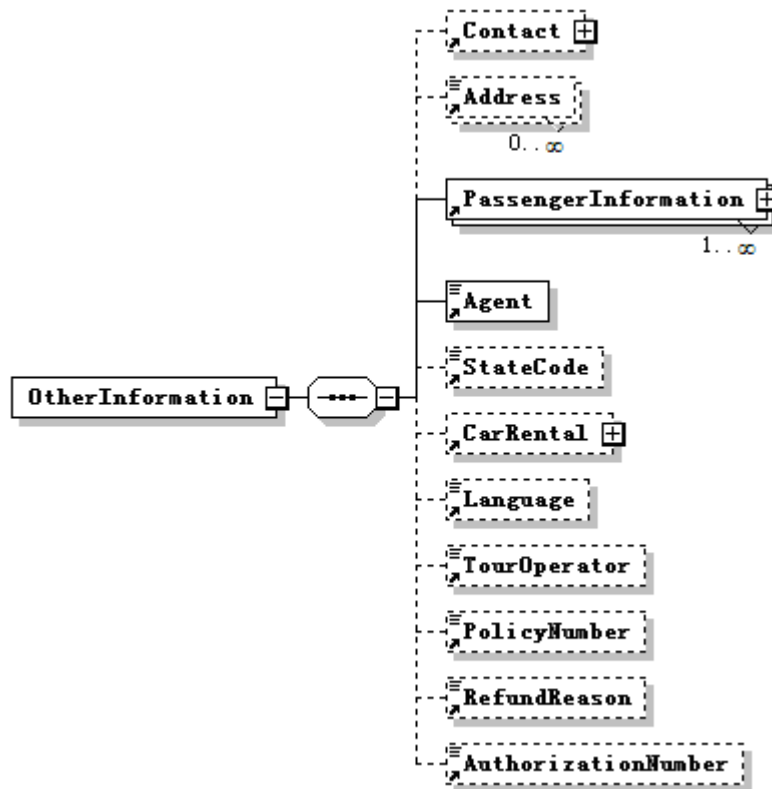 Contact
Address
0..∞
PassengerInformation
1..∞
Agent
StateCode
OtherInformation
CarRental
Language
TourOperator
PolicyNumber
RefundReason
AuthorizationNumber